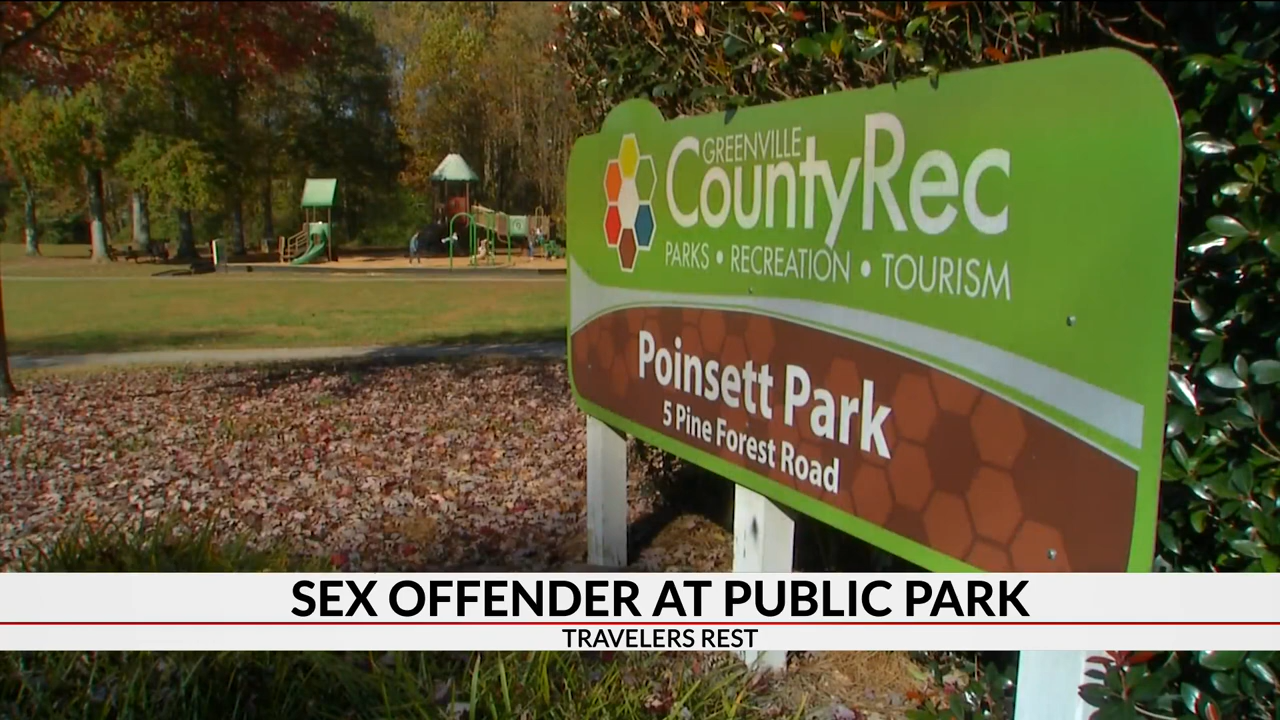 GREENVILLE
CountyRec
PARKS • RECREATION • TOURISM
Poinsett Park
5 Pine Forest Road
SEX OFFENDER AT PUBLIC PARK
TRAVELERS REST